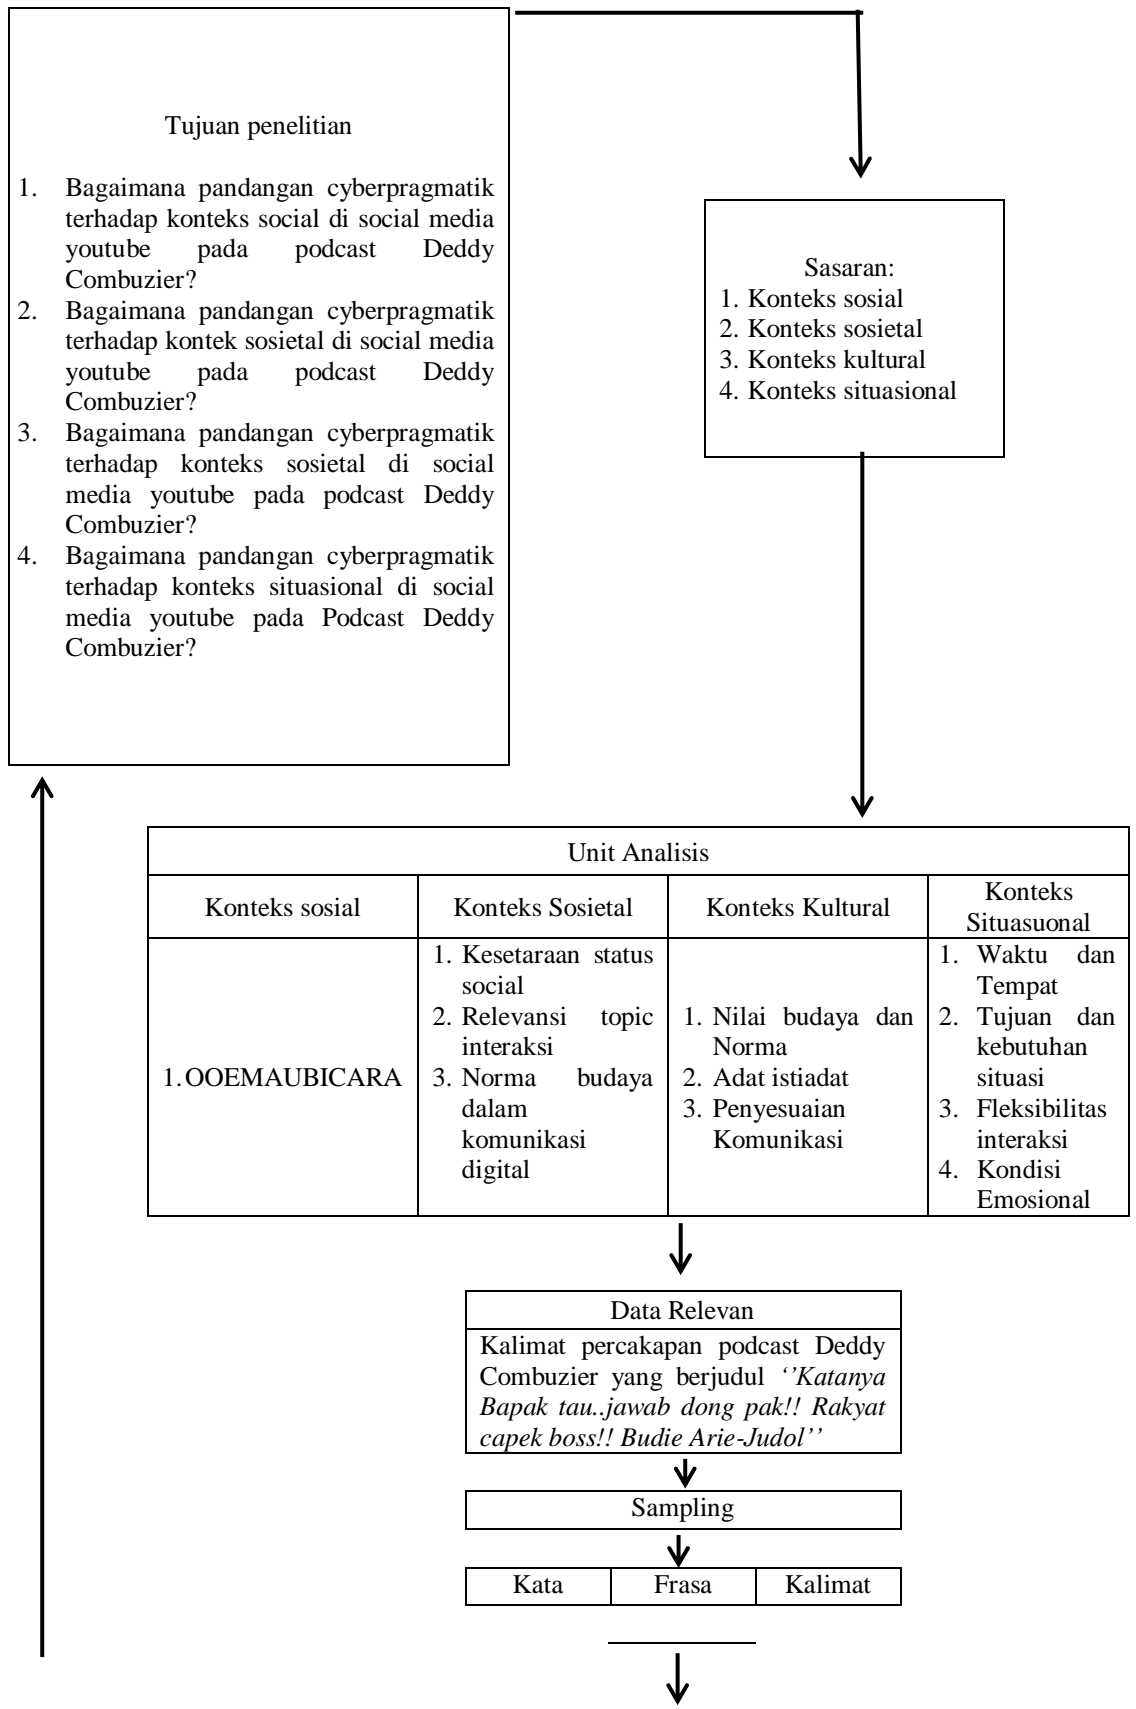 Tujuan penelitian
1. Bagaimana pandangan cyberpragmatik
terhadap konteks social di social media
youtube pada podcast Deddy
Combuzier?
2. Bagaimana pandangan cyberpragmatik
terhadap kontek sosietal di social media
youtube pada podcast Deddy
Combuzier?
3. Bagaimana pandangan cyberpragmatik
terhadap konteks sosietal di social
media youtube pada podcast Deddy
Combuzier?
4. Bagaimana pandangan cyberpragmatik
terhadap konteks situasional di social
media youtube pada Podcast Deddy
Combuzier?
Sasaran:
1. Konteks sosial
2. Konteks sosietal
3. Konteks kultural
4. Konteks situasional
Unit Analisis
Konteks sosial
Konteks Sosietal
Konteks Kultural
Konteks
Situasuonal
1. OOEMAUBICARA
1. Kesetaraan status
social
2. Relevansi topic
interaksi
3. Norma budaya
dalam
komunikasi
digital
1. Nilai budaya dan
Norma
2. Adat istiadat
3. Penyesuaian
Komunikasi
1. Waktu dan
Tempat
2. Tujuan dan
kebutuhan
situasi
3. Fleksibilitas
interaksi
4. Kondisi
Emosional
Data Relevan
Kalimat percakapan podcast Deddy
Combuzier yang berjudul ‘’Katanya
Bapak tau..jawab dong pak!! Rakyat
capek boss!! Budie Arie-Judol’’
Sampling
Kata
Frasa
Kalimat